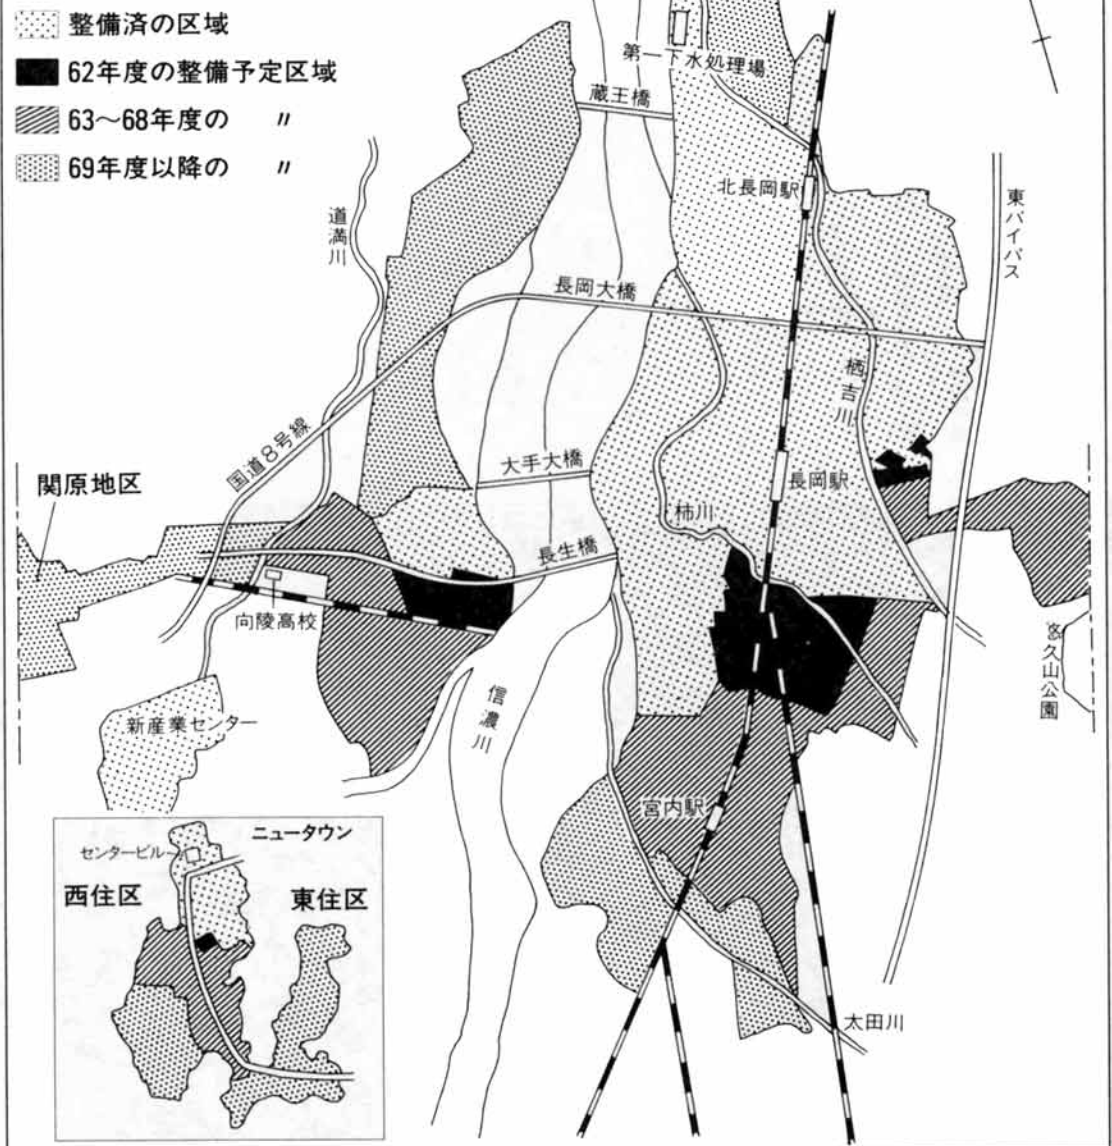 整備済の区域
62年度の整備予定区域
63～68年度の 〃
69年度以降の 〃
第一下水処理場
蔵王橋
北長岡駅
東バイパス
道満川
長岡大橋
栖吉川
国道8号線
大手大橋
長岡駅
関原地区
柿川
長生橋
向陵高校
悠久山公園
信濃川
新産業センター
宮内駅
ニュータウン
センタービル
西住区
東住区
太田川